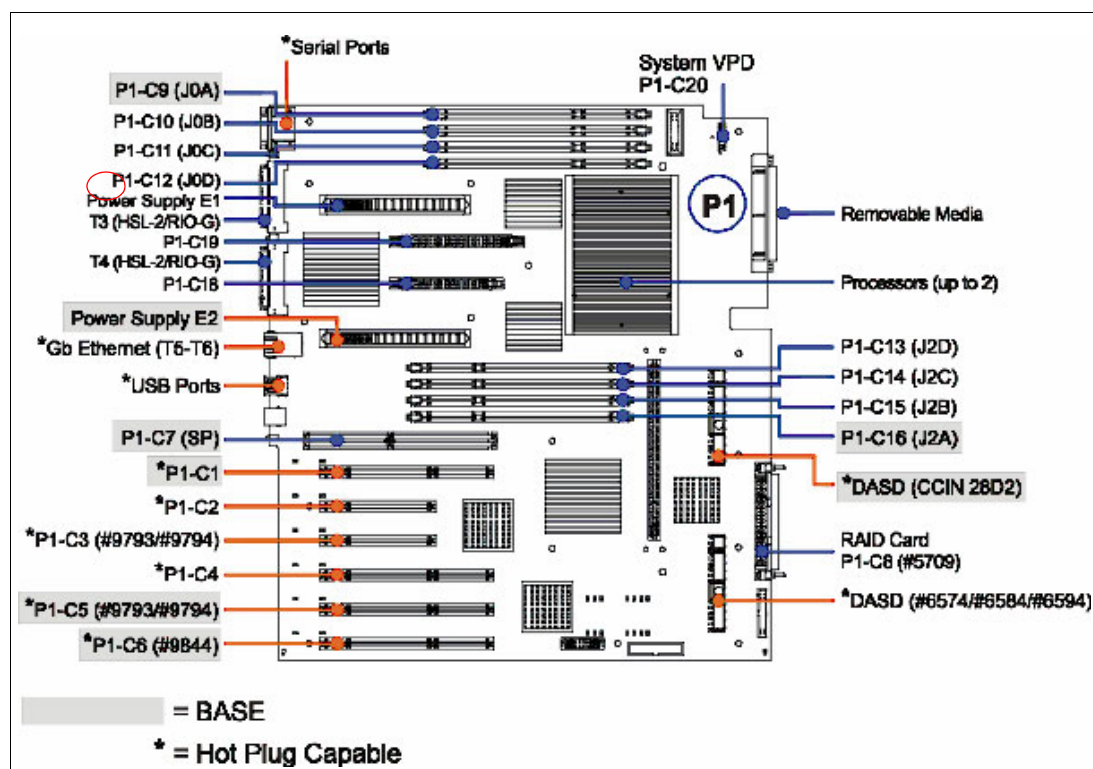 *Serial Ports
System VPD
P1-C20
P1-C9 (J0A)
P1-C10 (J0B)
P1-C11 (J0C)
P1-C12 (J0D)
Power Supply E1
T3 (HSL-2/RIO-G)
P1-C19
T4 (HSL-2/RIO-G)
P1-C18
Power Supply E2
*Gb Ethernet (T5-T6)
*USB Ports
P1-C7 (SP)
*P1-C1
*P1-C2
*P1-C3 (#9793/#9794)
*P1-C4
*P1-C5 (#9793/#9794)
*P1-C6 (#9844)
P1
Removable Media
Processors (up to 2)
P1-C13 (J2D)
P1-C14 (J2C)
P1-C15 (J2B)
P1-C16 (J2A)
*DASD (CCIN 28D2)
RAID Card
P1-C8 (#5709)
*DASD (#6574/#6584/#6594)
= BASE
* = Hot Plug Capable